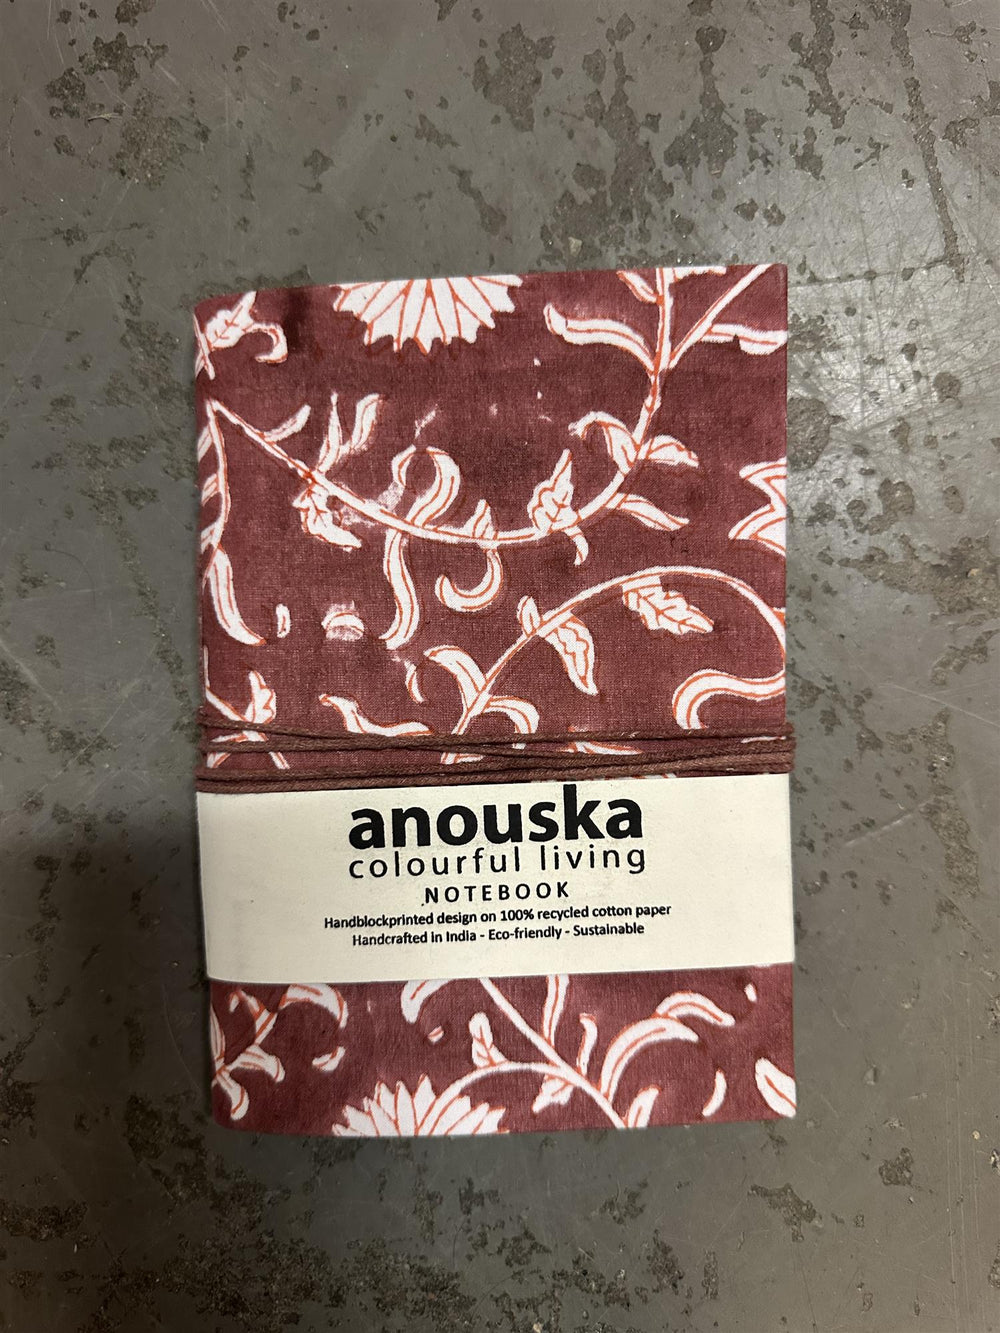 anouska
colourful living
NOTEBOOK
Handblockprinted design on 100% recycled cotton paper
Handcrafted in India - Eco-friendly - Sustainable